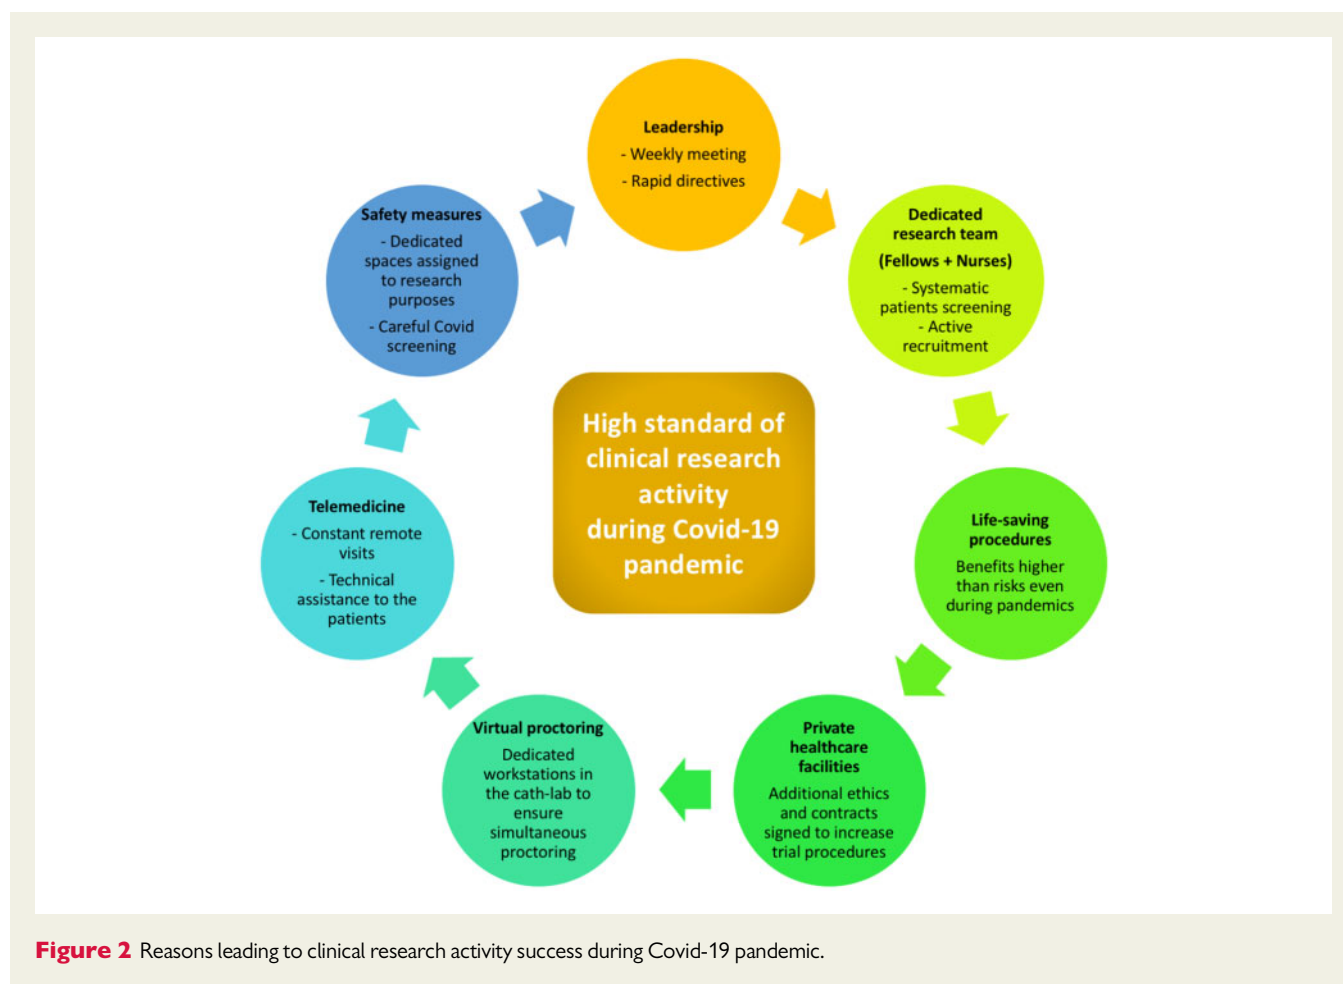 Leadership
- Weekly meeting
- Rapid directives
Dedicated
research team
(Fellows + Nurses)
- Systematic
patients screening
- Active
recruitment
Life-saving
procedures
Benefits higher
than risks even
during pandemics
Private
healthcare
facilities
Additional ethics
and contracts
signed to increase
trial procedures
Virtual proctoring
Dedicated
workstations in
the cath-lab to
ensure
simultaneous
proctoring
Telemedicine
- Constant remote
visits
- Technical
assistance to the
patients
Safety measures
- Dedicated
spaces assigned
to research
purposes
- Careful Covid
screening
High standard of
clinical research
activity
during Covid-19
pandemic
Figure 2 Reasons leading to clinical research activity success during Covid-19 pandemic.